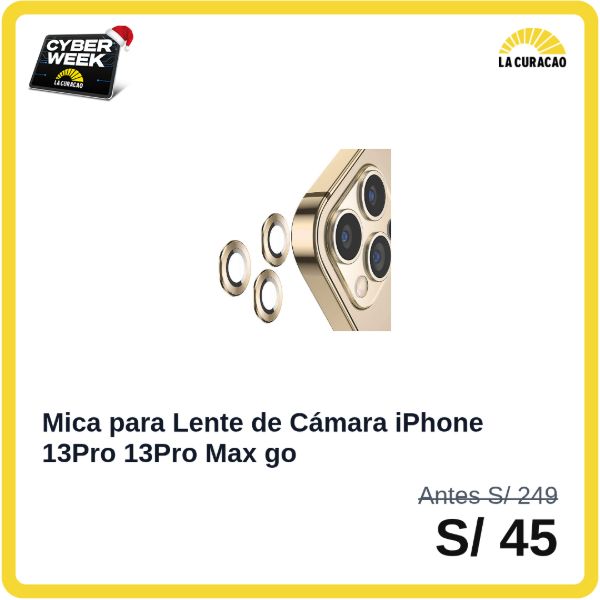 CYBER
WEEK
LA CURACAO
LA CURACAO
Mica para Lente de Cámara iPhone
13Pro 13Pro Max go
Antes S/ 249
S/ 45